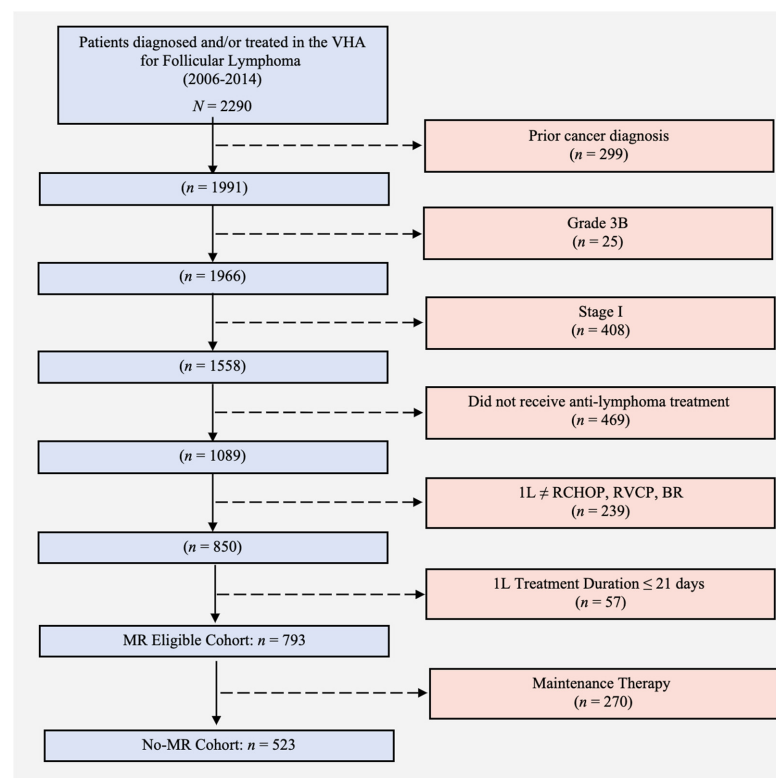 Patients diagnosed and/or treated in the VHA
for Follicular Lymphoma
(2006-2014)
N = 2290
Prior cancer diagnosis
(n = 299)
(n = 1991)
Grade 3B
(n = 25)
(n = 1966)
Stage I
(n = 408)
(n = 1558)
Did not receive anti-lymphoma treatment
(n = 469)
(n = 1089)
1L ≠ RCHOP, RVCP, BR
(n = 239)
(n = 850)
1L Treatment Duration ≤ 21 days
(n = 57)
MR Eligible Cohort: n = 793
Maintenance Therapy
(n = 270)
No-MR Cohort: n = 523